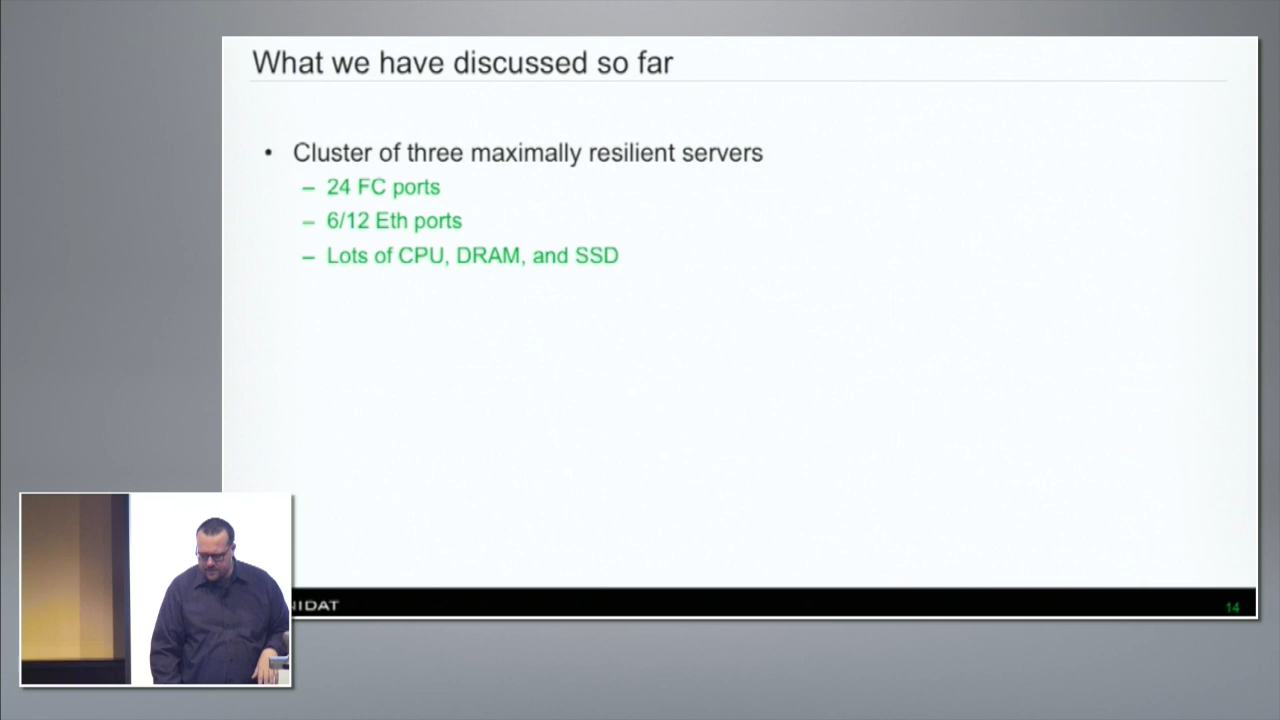 What we have discussed so far
• Cluster of three maximally resilient servers
– 24 FC ports
– 6/12 Eth ports
– Lots of CPU, DRAM, and SSD
NIDAT
14